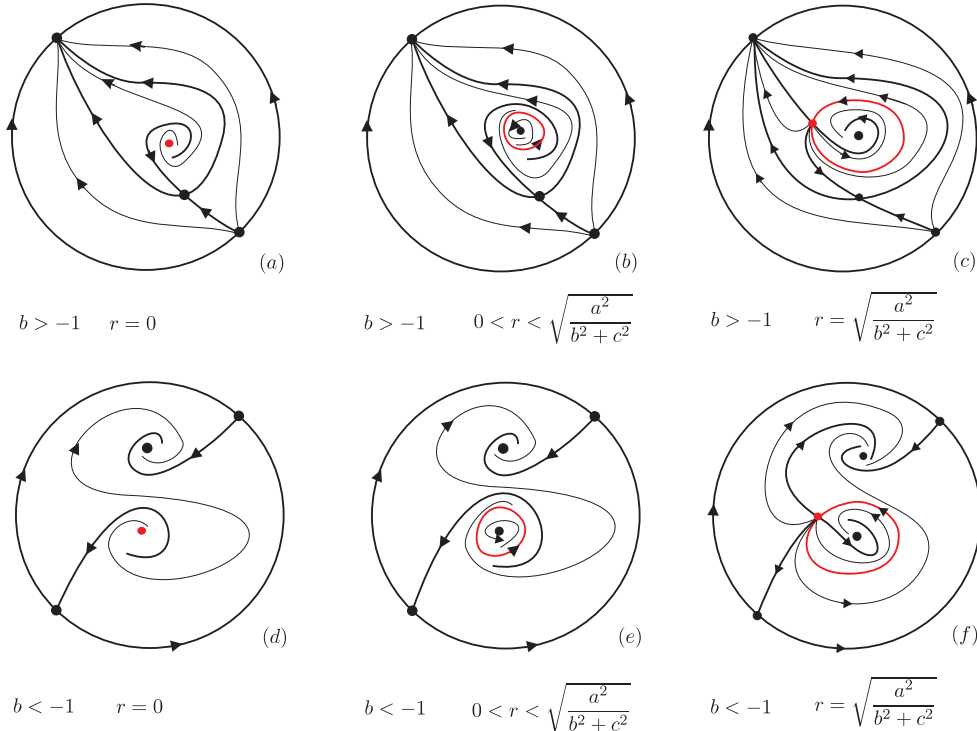 (a) (b) (c)
b > −1 r = 0 b > −1 0 < r < √(a²/(b² + c²)) b > −1 r = √(a²/(b² + c²))
(d) (e) (f)
b < −1 r = 0 b < −1 0 < r < √(a²/(b² + c²)) b < −1 r = √(a²/(b² + c²))